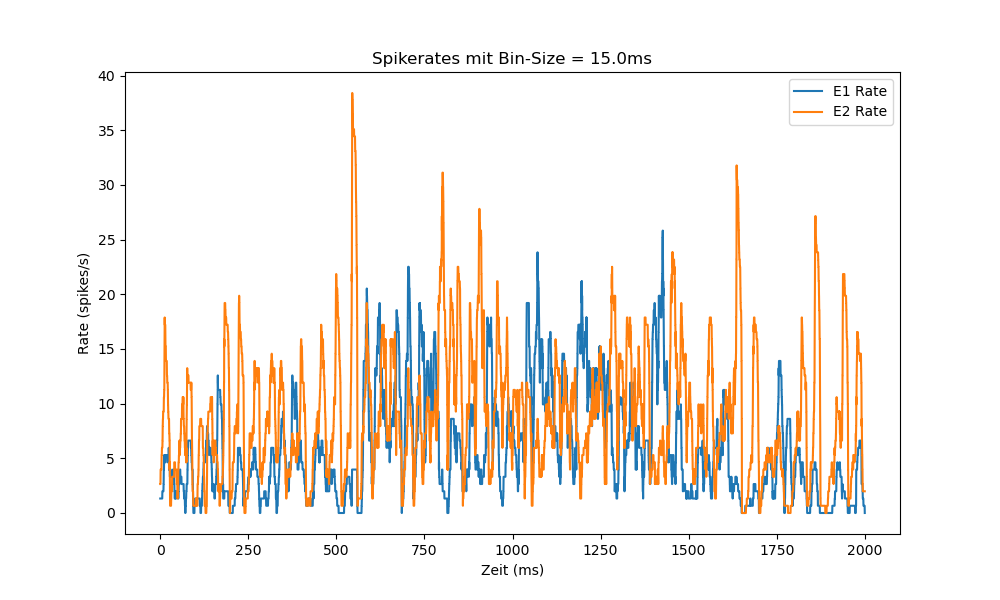 Spikerates mit Bin-Size = 15.0ms
E1 Rate
E2 Rate
40
35
30
25
20
15
10
5
0
Rate (spikes/s)
0 250 500 750 1000 1250 1500 1750 2000
Zeit (ms)